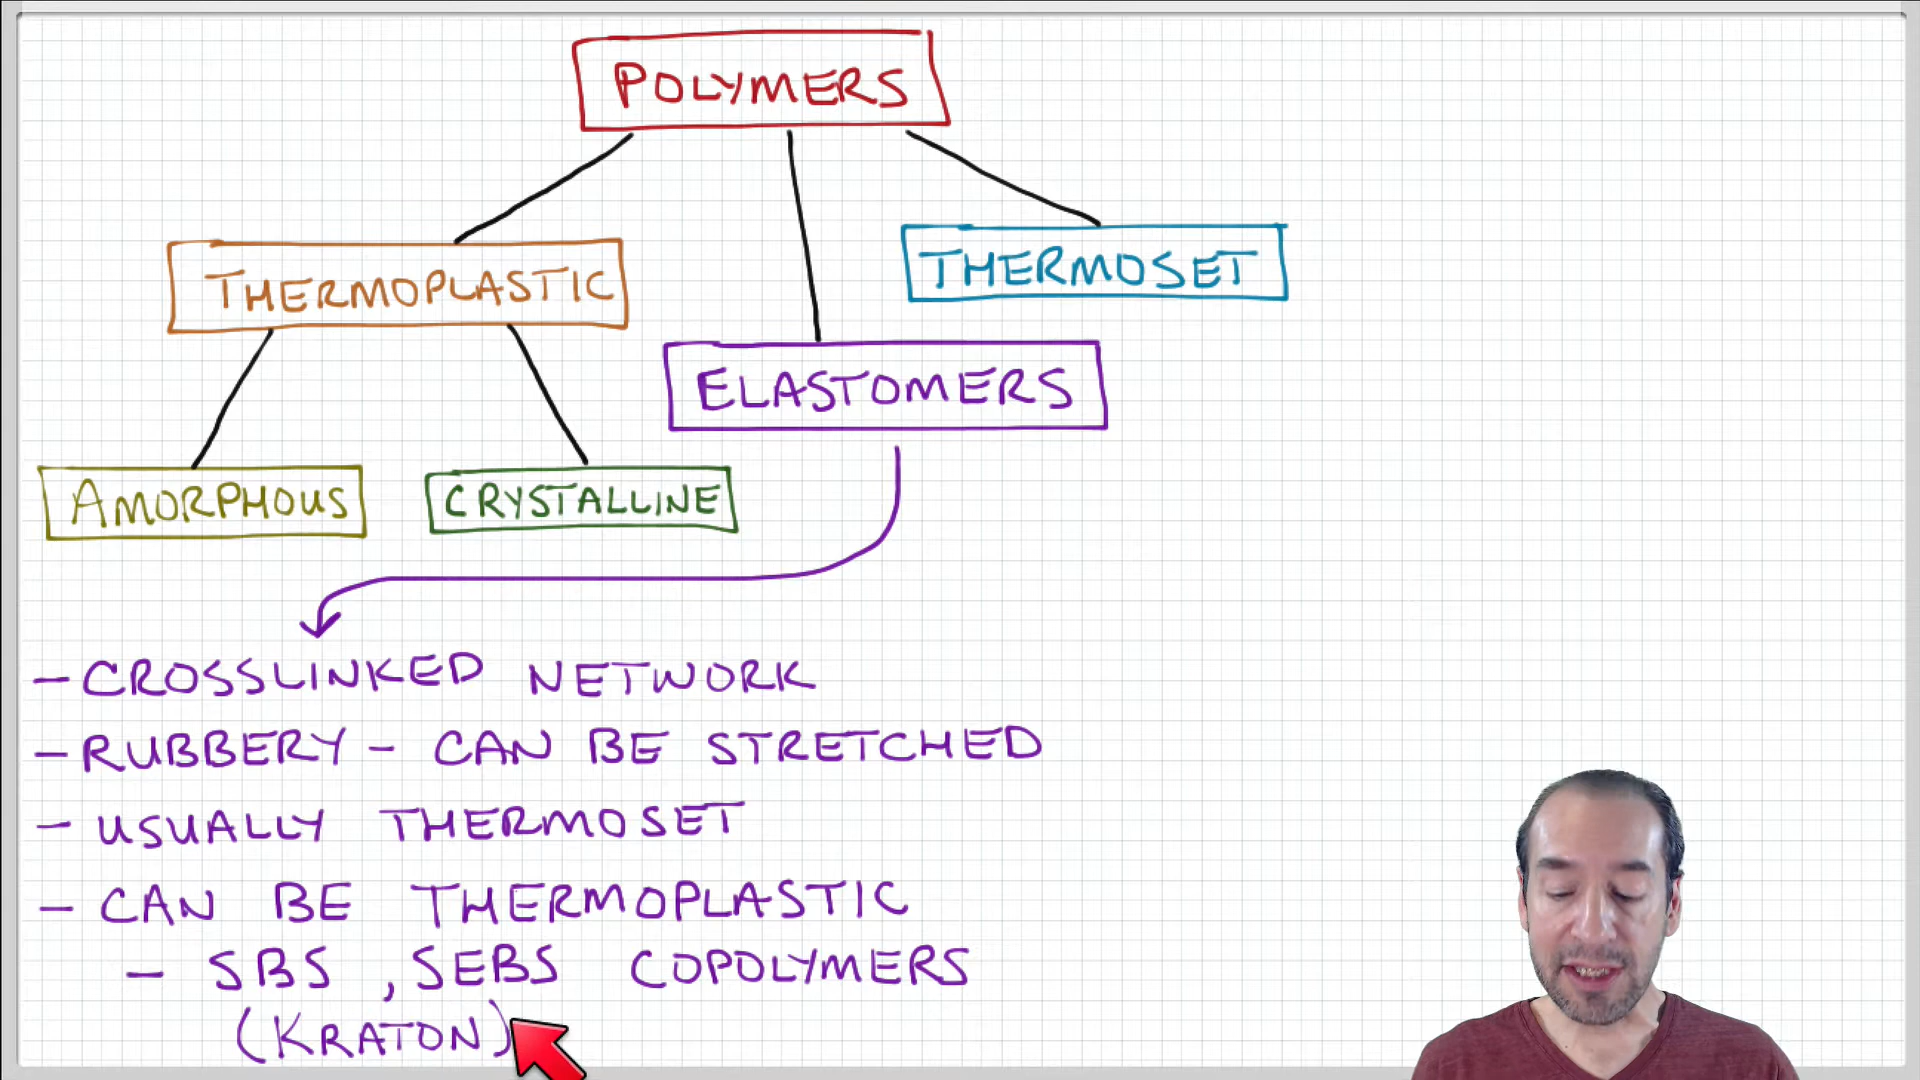 POLYMERS
THERMOPLASTIC
THERMOSET
ELASTOMERS
AMORPHOUS
CRYSTALLINE
- CROSSLINKED NETWORK
- RUBBERY - CAN BE STRETCHED
- USUALLY THERMOSET
- CAN BE THERMOPLASTIC
- SBS , SEBS COPOLYMERS
(KRATON)